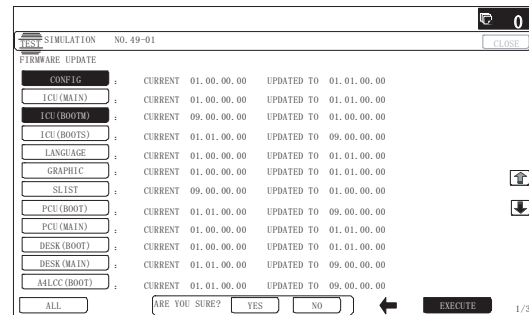 0
TEST SIMULATION NO. 49-01 CLOSE
FIRMWARE UPDATE
CONFIG : CURRENT 01.00.00.00 UPDATED TO 01.01.00.00
ICU(MAIN) : CURRENT 01.00.00.00 UPDATED TO 01.01.00.00
ICU(BOOTM) : CURRENT 09.00.00.00 UPDATED TO 01.00.00.00
ICU(BOOTS) : CURRENT 01.01.00.00 UPDATED TO 09.00.00.00
LANGUAGE : CURRENT 01.00.00.00 UPDATED TO 01.01.00.00
GRAPHIC : CURRENT 01.00.00.00 UPDATED TO 01.01.00.00
SLIST : CURRENT 09.00.00.00 UPDATED TO 01.00.00.00
PCU(BOOT) : CURRENT 01.01.00.00 UPDATED TO 09.00.00.00
PCU(MAIN) : CURRENT 01.00.00.00 UPDATED TO 01.01.00.00
DESK(BOOT) : CURRENT 01.00.00.00 UPDATED TO 01.01.00.00
DESK(MAIN) : CURRENT 01.01.00.00 UPDATED TO 09.00.00.00
A4LCC(BOOT) : CURRENT 01.01.00.00 UPDATED TO 09.00.00.00
ALL ARE YOU SURE? YES NO EXECUTE 1/3